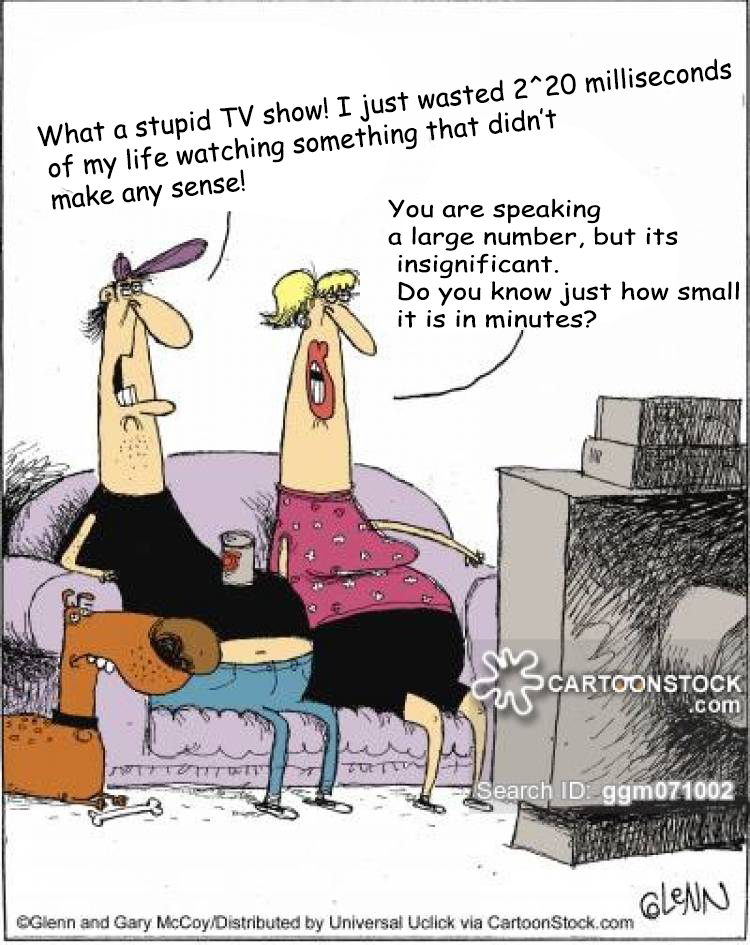 What a stupid TV show! I just wasted 2^20 milliseconds
of my life watching something that didn't
make any sense!
You are speaking
a large number, but its
insignificant.
Do you know just how small
it is in minutes?
CARTOONSTOCK
.com
Search ID: ggm071002
GLENN
©Glenn and Gary McCoy/Distributed by Universal Uclick via CartoonStock.com